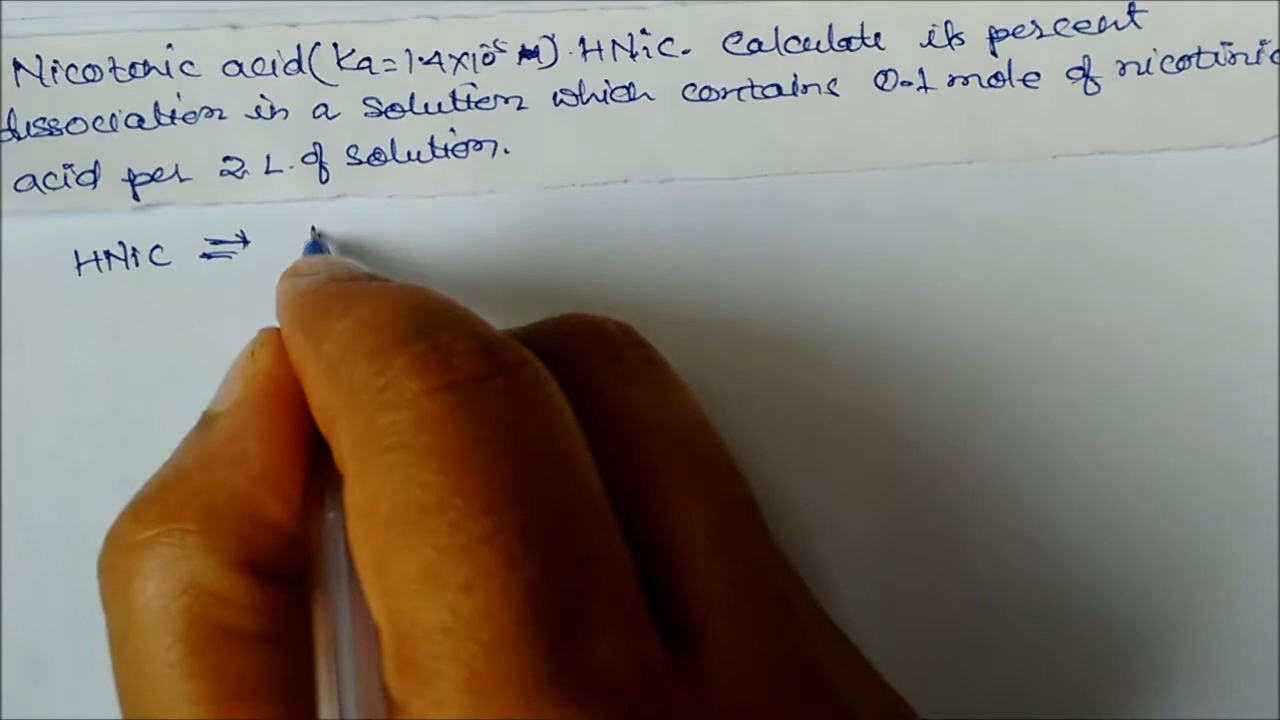 Nicotonic acid (Ka = 1.4×10⁻⁵ M) . HNiC. Calculate its percent
dissociation in a solution which contains 0.1 mole of nicotinic
acid per 2 L. of solution.
HNiC ⇌